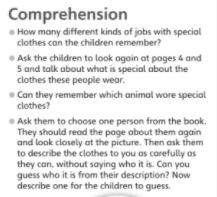 Comprehension
How many different kinds of jobs with special
clothes can the children remember?
Ask the children to look again at pages 4 and
5 and talk about what is special about the
clothes these people wear.
Can they remember which animal wore special
clothes?
Ask them to choose one person from the book.
They should read the page about them again
and look closely at the picture. Then ask them
to describe the clothes to you as carefully as
they can, without saying who it is. Can you
guess who it is from their description? Now
describe one for the children to guess.